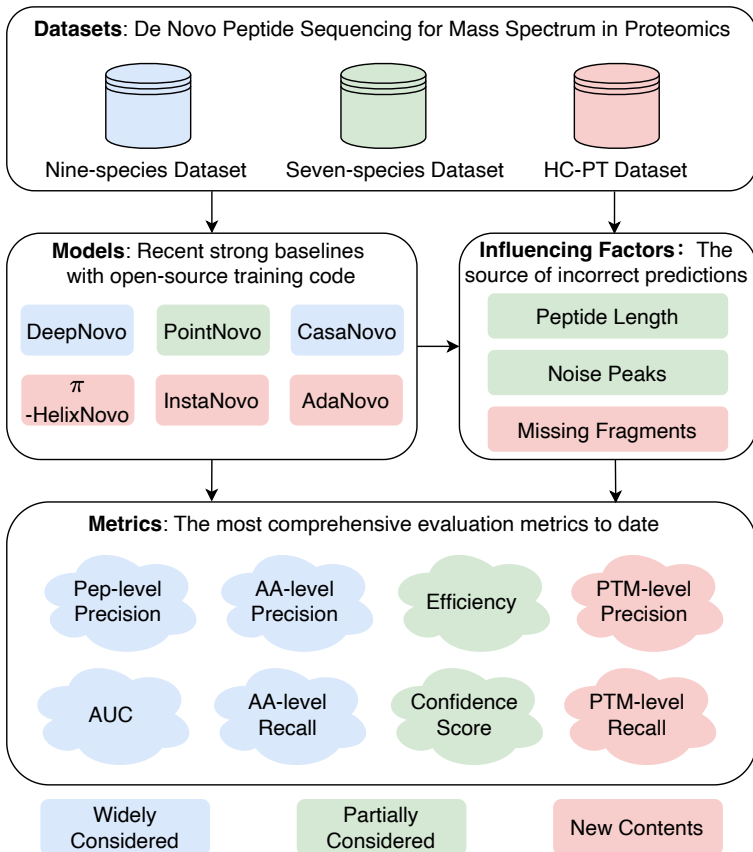 Datasets: De Novo Peptide Sequencing for Mass Spectrum in Proteomics
Nine-species Dataset
Seven-species Dataset
HC-PT Dataset
Models: Recent strong baselines
with open-source training code
DeepNovo
PointNovo
CasaNovo
π
-HelixNovo
InstaNovo
AdaNovo
Influencing Factors： The
source of incorrect predictions
Peptide Length
Noise Peaks
Missing Fragments
Metrics: The most comprehensive evaluation metrics to date
Pep-level
Precision
AA-level
Precision
Efficiency
PTM-level
Precision
AUC
AA-level
Recall
Confidence
Score
PTM-level
Recall
Widely
Considered
Partially
Considered
New Contents